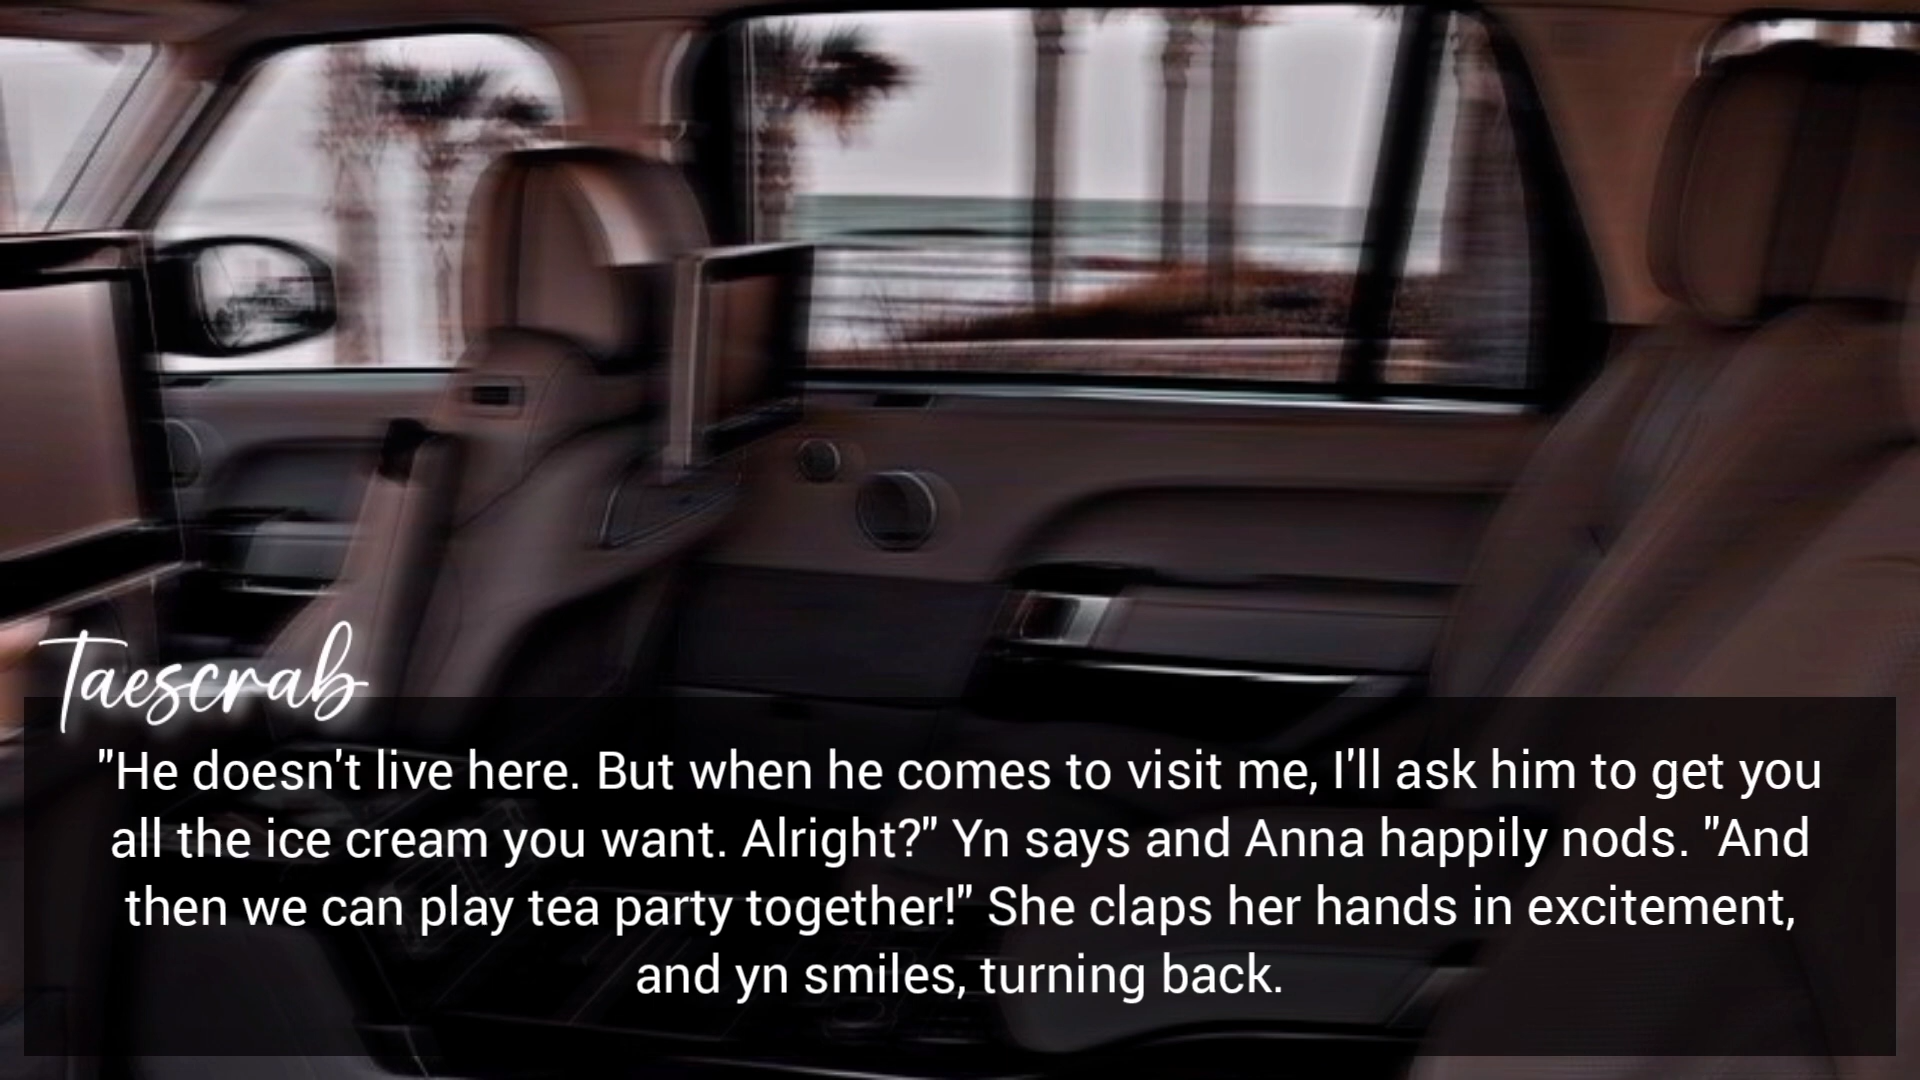 Taescrab
"He doesn't live here. But when he comes to visit me, I'll ask him to get you
all the ice cream you want. Alright?" Yn says and Anna happily nods. "And
then we can play tea party together!" She claps her hands in excitement,
and yn smiles, turning back.